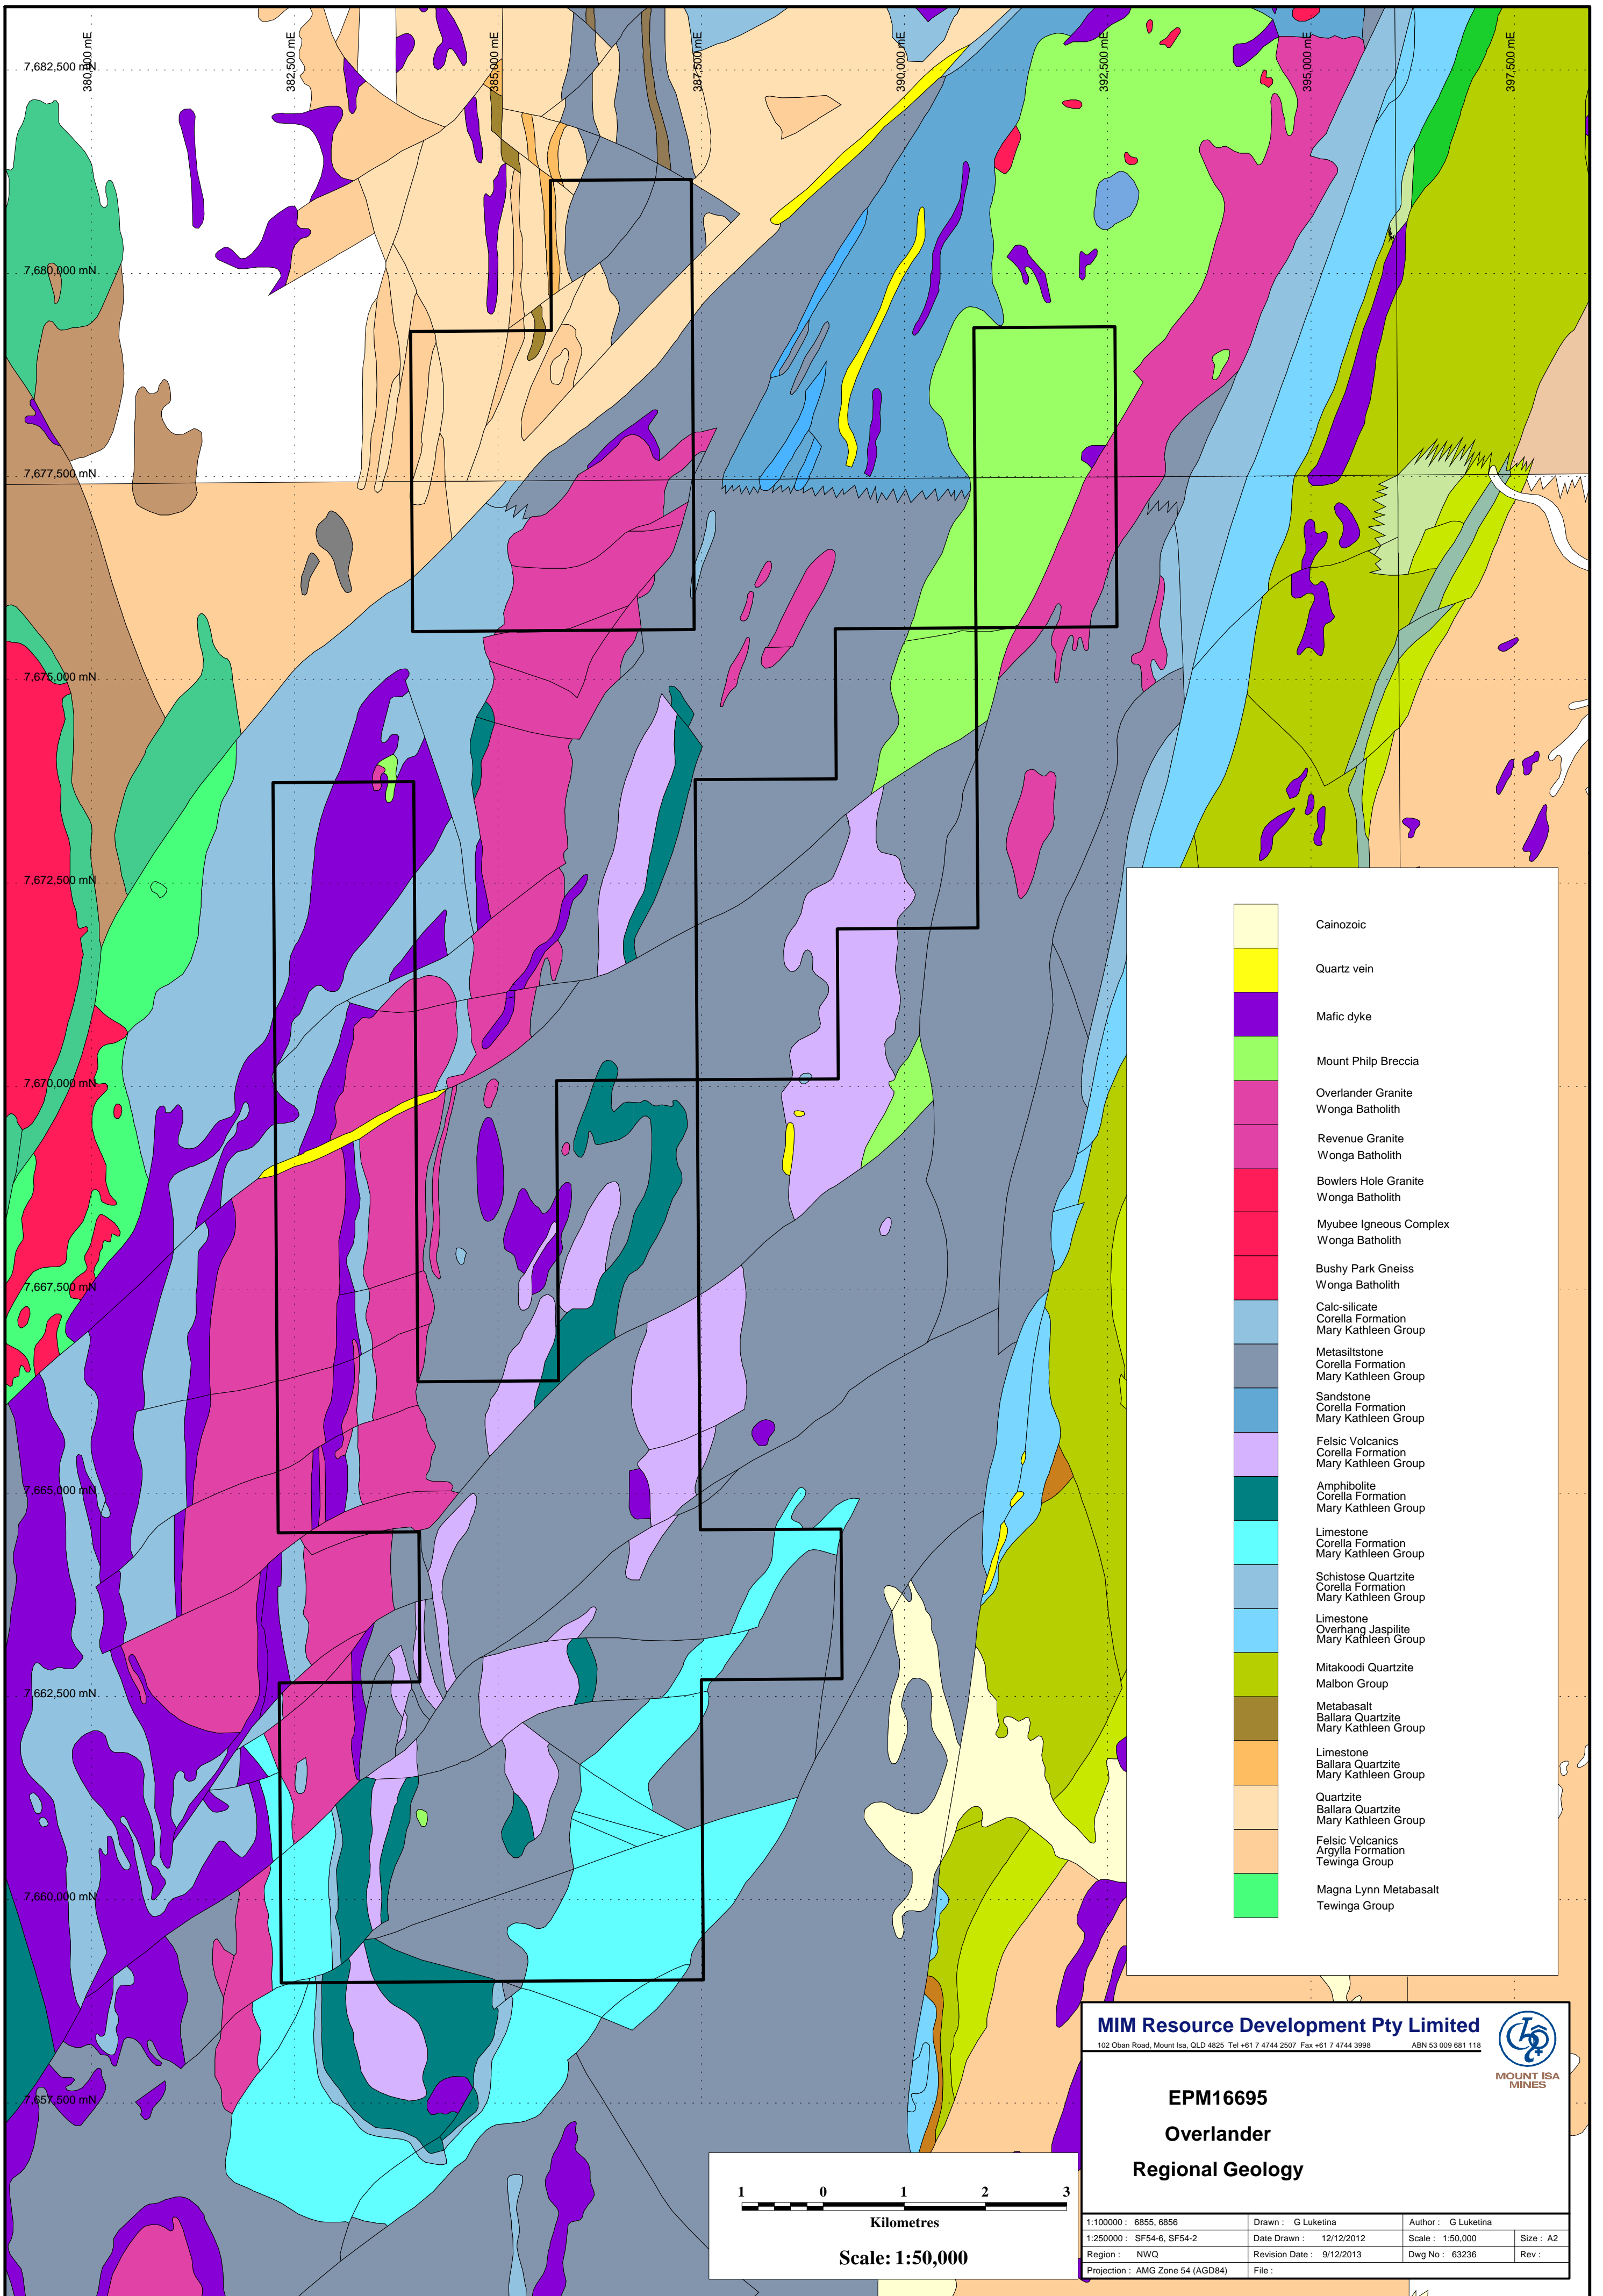 380,000 mE
382,500 mE
385,000 mE
387,500 mE
390,000 mE
392,500 mE
395,000 mE
397,500 mE
7,682,500 mN
7,680,000 mN
7,677,500 mN
7,675,000 mN
7,672,500 mN
7,670,000 mN
7,667,500 mN
7,665,000 mN
7,662,500 mN
7,660,000 mN
7,657,500 mN
Cainozoic
Quartz vein
Mafic dyke
Mount Philp Breccia
Overlander Granite
Wonga Batholith
Revenue Granite
Wonga Batholith
Bowlers Hole Granite
Wonga Batholith
Myubee Igneous Complex
Wonga Batholith
Bushy Park Gneiss
Wonga Batholith
Calc-silicate
Corella Formation
Mary Kathleen Group
Metasiltstone
Corella Formation
Mary Kathleen Group
Sandstone
Corella Formation
Mary Kathleen Group
Felsic Volcanics
Corella Formation
Mary Kathleen Group
Amphibolite
Corella Formation
Mary Kathleen Group
Limestone
Corella Formation
Mary Kathleen Group
Schistose Quartzite
Corella Formation
Mary Kathleen Group
Limestone
Overhang Jaspilite
Mary Kathleen Group
Mitakoodi Quartzite
Malbon Group
Metabasalt
Ballara Quartzite
Mary Kathleen Group
Limestone
Ballara Quartzite
Mary Kathleen Group
Quartzite
Ballara Quartzite
Mary Kathleen Group
Felsic Volcanics
Argylla Formation
Tewinga Group
Magna Lynn Metabasalt
Tewinga Group
MIM Resource Development Pty Limited
102 Oban Road, Mount Isa, QLD 4825 Tel +61 7 4744 2507 Fax +61 7 4744 3998 ABN 53 009 681 118
MOUNT ISA
MINES
EPM16695
Overlander
Regional Geology
1:100000 : 6855, 6856 Drawn : G Luketina Author : G Luketina
1:250000 : SF54-6, SF54-2 Date Drawn : 12/12/2012 Scale : 1:50,000 Size : A2
Region : NWQ Revision Date : 9/12/2013 Dwg No : 63236 Rev :
Projection : AMG Zone 54 (AGD84) File :
1 0 1 2 3
Kilometres
Scale: 1:50,000